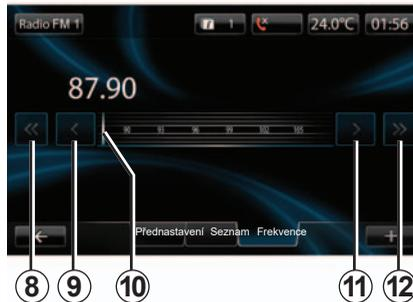 Radio FM 1 1 24.0°C 01:56
87.90
« < 90 93 96 99 102 105 > »
Přednastavení Seznam Frekvence
← +
8 9 10 11 12